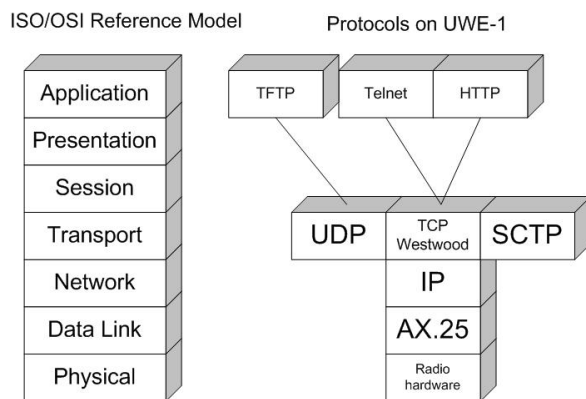 ISO/OSI Reference Model
Application
Presentation
Session
Transport
Network
Data Link
Physical
Protocols on UWE-1
TFTP
Telnet
HTTP
UDP
TCP
Westwood
SCTP
IP
AX.25
Radio
hardware